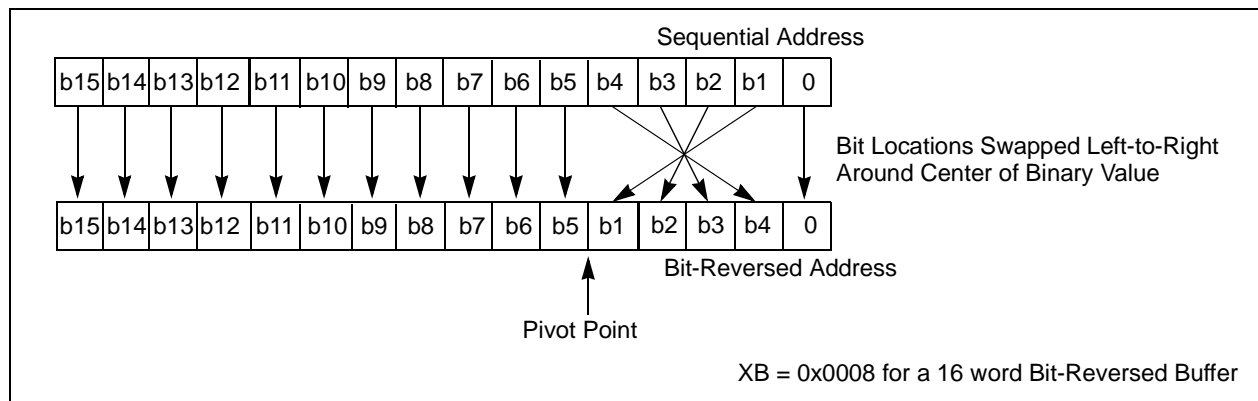 Sequential Address
b15 b14 b13 b12 b11 b10 b9 b8 b7 b6 b5 b4 b3 b2 b1 0
Bit Locations Swapped Left-to-Right
Around Center of Binary Value
b15 b14 b13 b12 b11 b10 b9 b8 b7 b6 b5 b1 b2 b3 b4 0
Bit-Reversed Address
Pivot Point
XB = 0x0008 for a 16 word Bit-Reversed Buffer